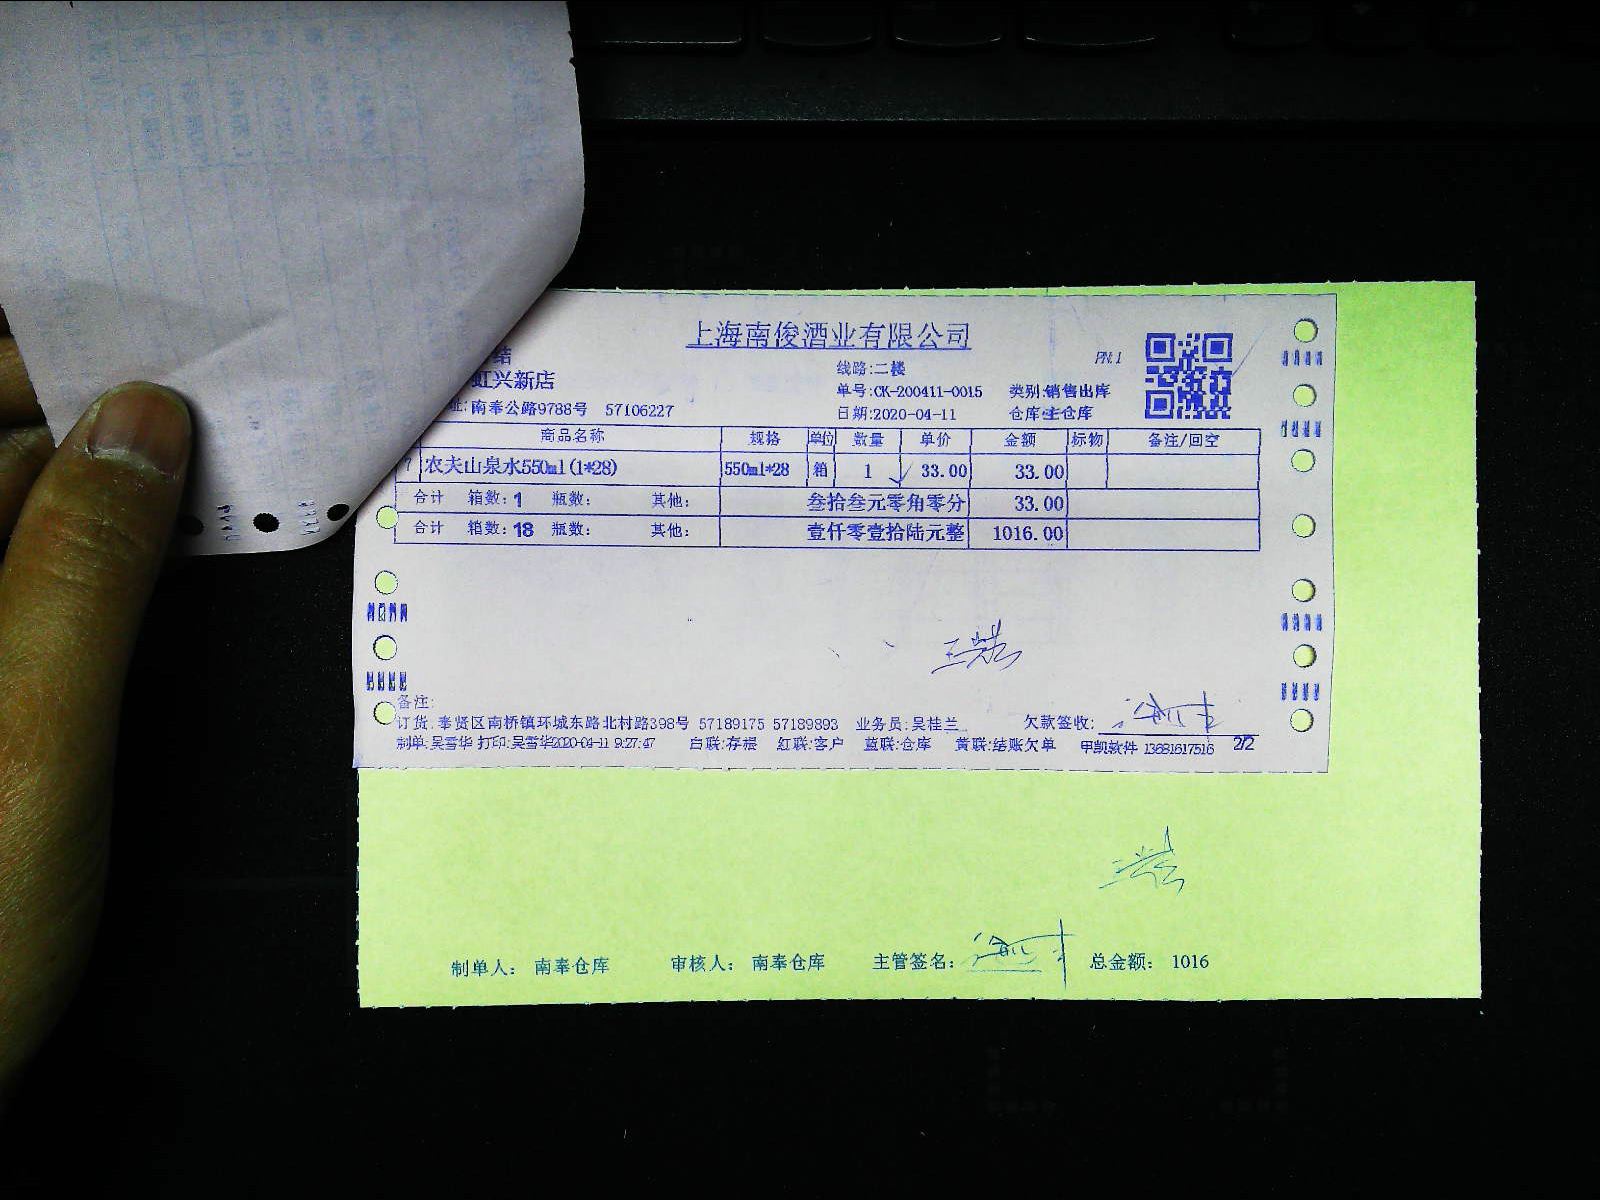 上海南俊酒业有限公司
结
虹兴新店
址:南奉公路9788号 57106227
线路:二楼
PN:1
单号:CK-200411-0015 类别:销售出库
日期:2020-04-11 仓库:主仓库
商品名称 规格 单位 数量 单价 金额 标物 备注/回空
7 农夫山泉水550ml(1*28) 550ml*28 箱 1 33.00 33.00
合计 箱数: 1 瓶数: 其他: 叁拾叁元零角零分 33.00
合计 箱数: 18 瓶数: 其他: 壹仟零壹拾陆元整 1016.00
备注:
订货:奉贤区南桥镇环城东路北村路398号 57189175 57189893 业务员:吴桂兰 欠款签收:
制单:吴雪华 打印:吴雪华2020-04-11 9:27:47 白联:存根 红联:客户 蓝联:仓库 黄联:结账欠单 甲凯软件 13681617516 2/2
制单人: 南奉仓库 审核人: 南奉仓库 主管签名: 总金额: 1016